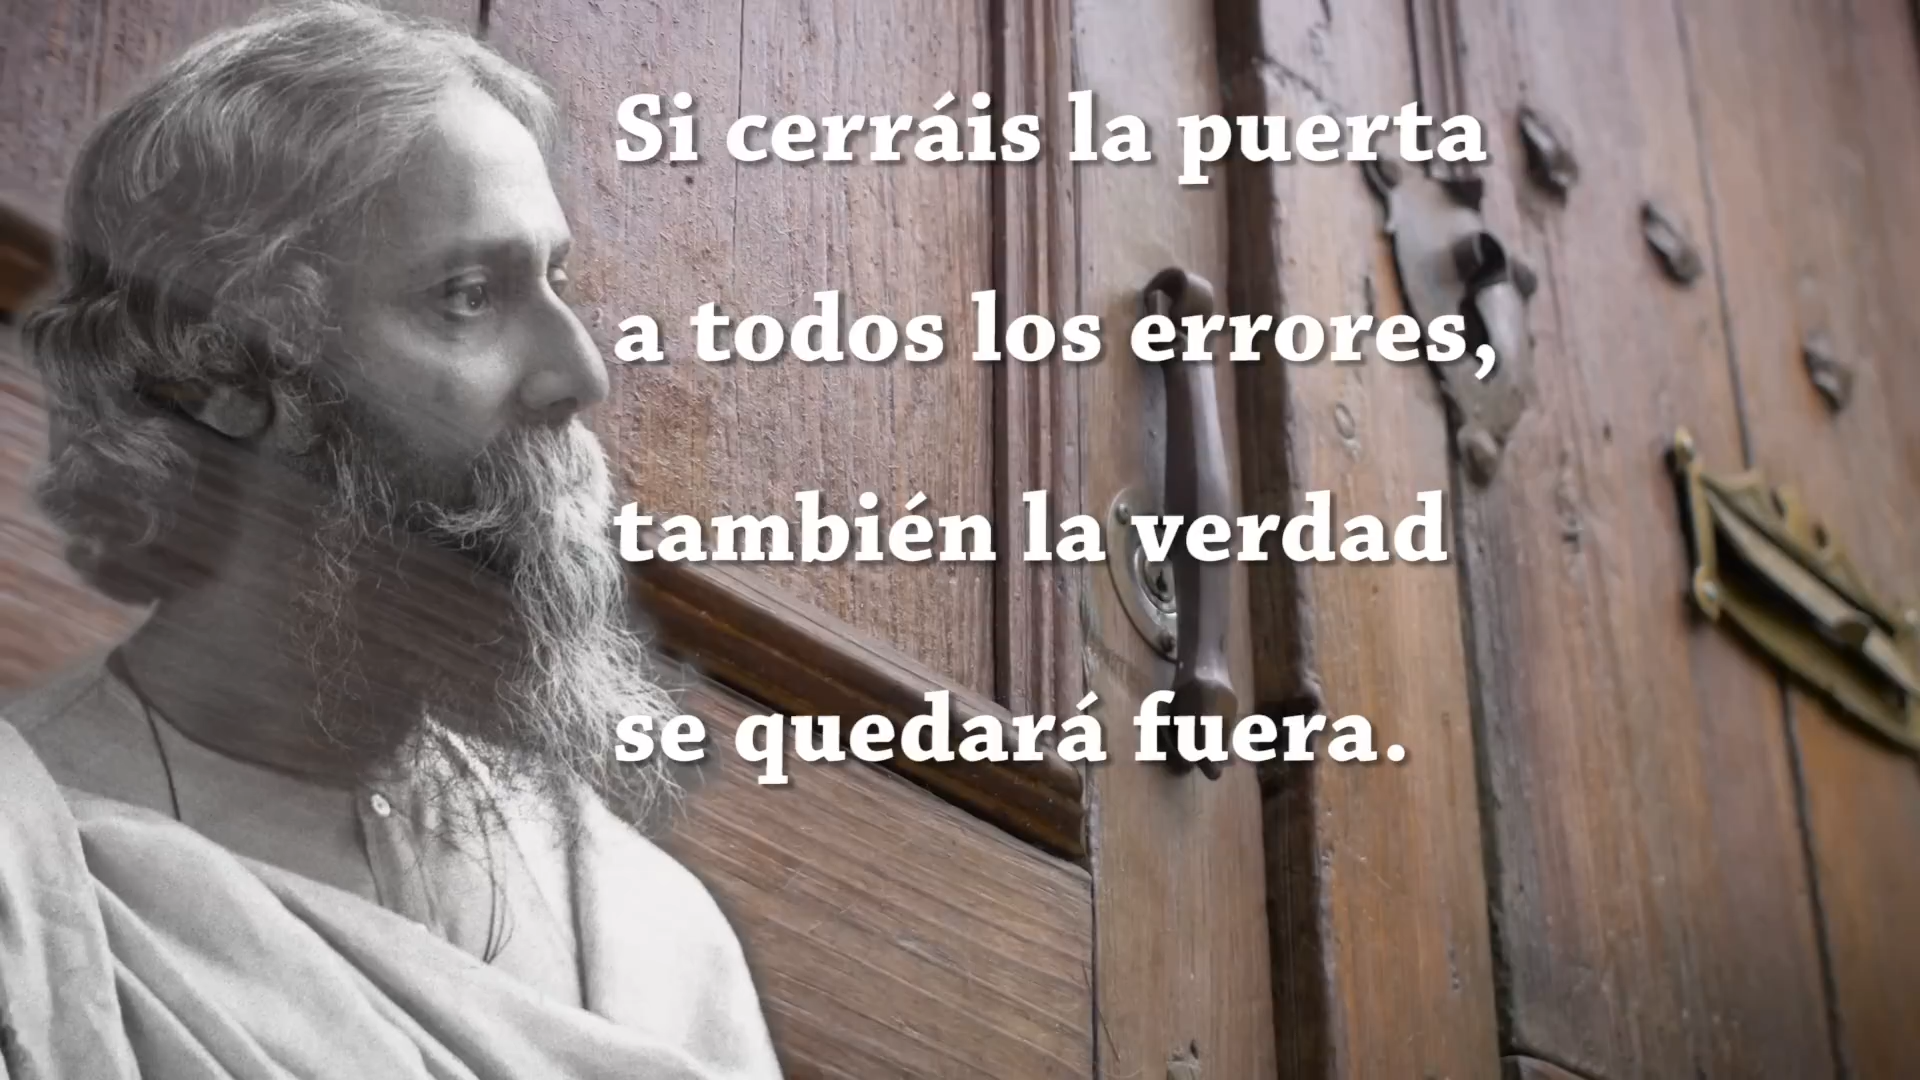 Si cerráis la puerta
a todos los errores,
también la verdad
se quedará fuera.